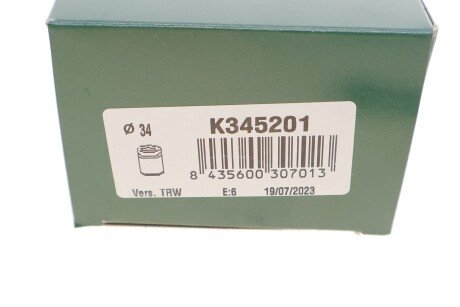 Ø 34
K345201
8 435600 307013
Vers. TRW E:6 19/07/2023